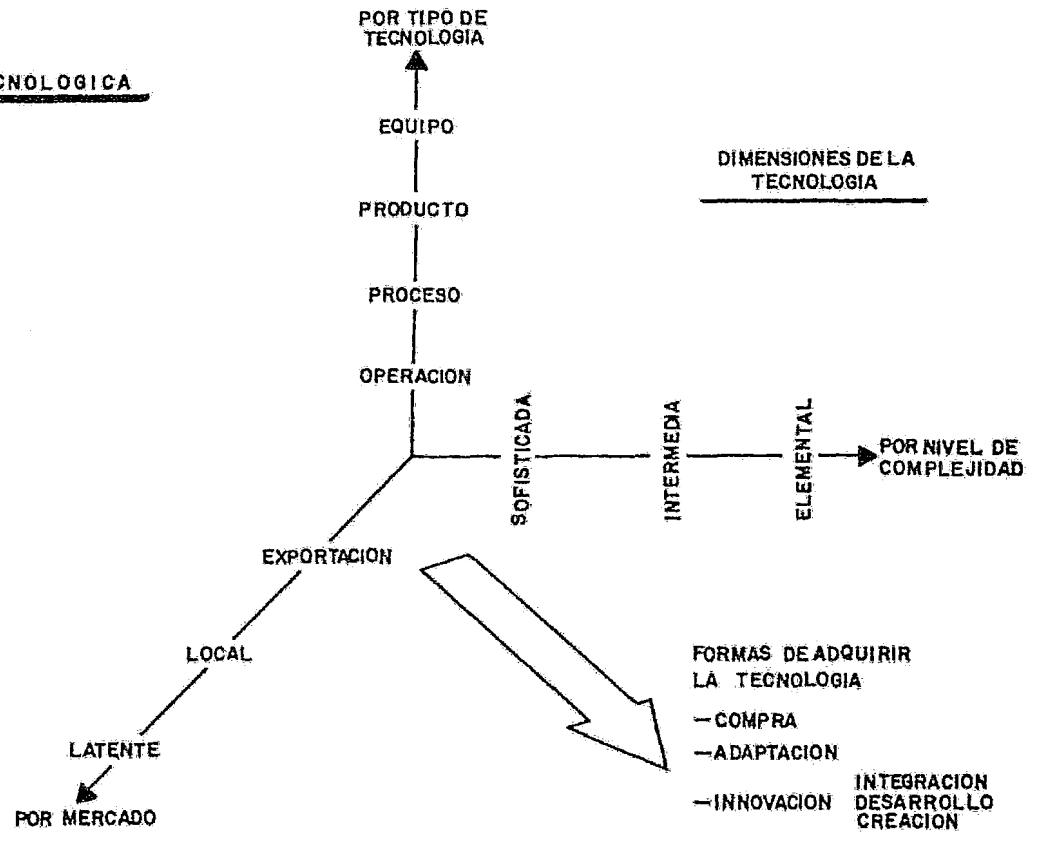 POR TIPO DE
TECNOLOGIA
CNOLOGICA
EQUIPO
DIMENSIONES DE LA
TECNOLOGIA
PRODUCTO
PROCESO
OPERACION
SOFISTICADA
INTERMEDIA
ELEMENTAL
POR NIVEL DE
COMPLEJIDAD
EXPORTACION
LOCAL
LATENTE
POR MERCADO
FORMAS DE ADQUIRIR
LA TECNOLOGIA
—COMPRA
—ADAPTACION
—INNOVACION
INTEGRACION
DESARROLLO
CREACION